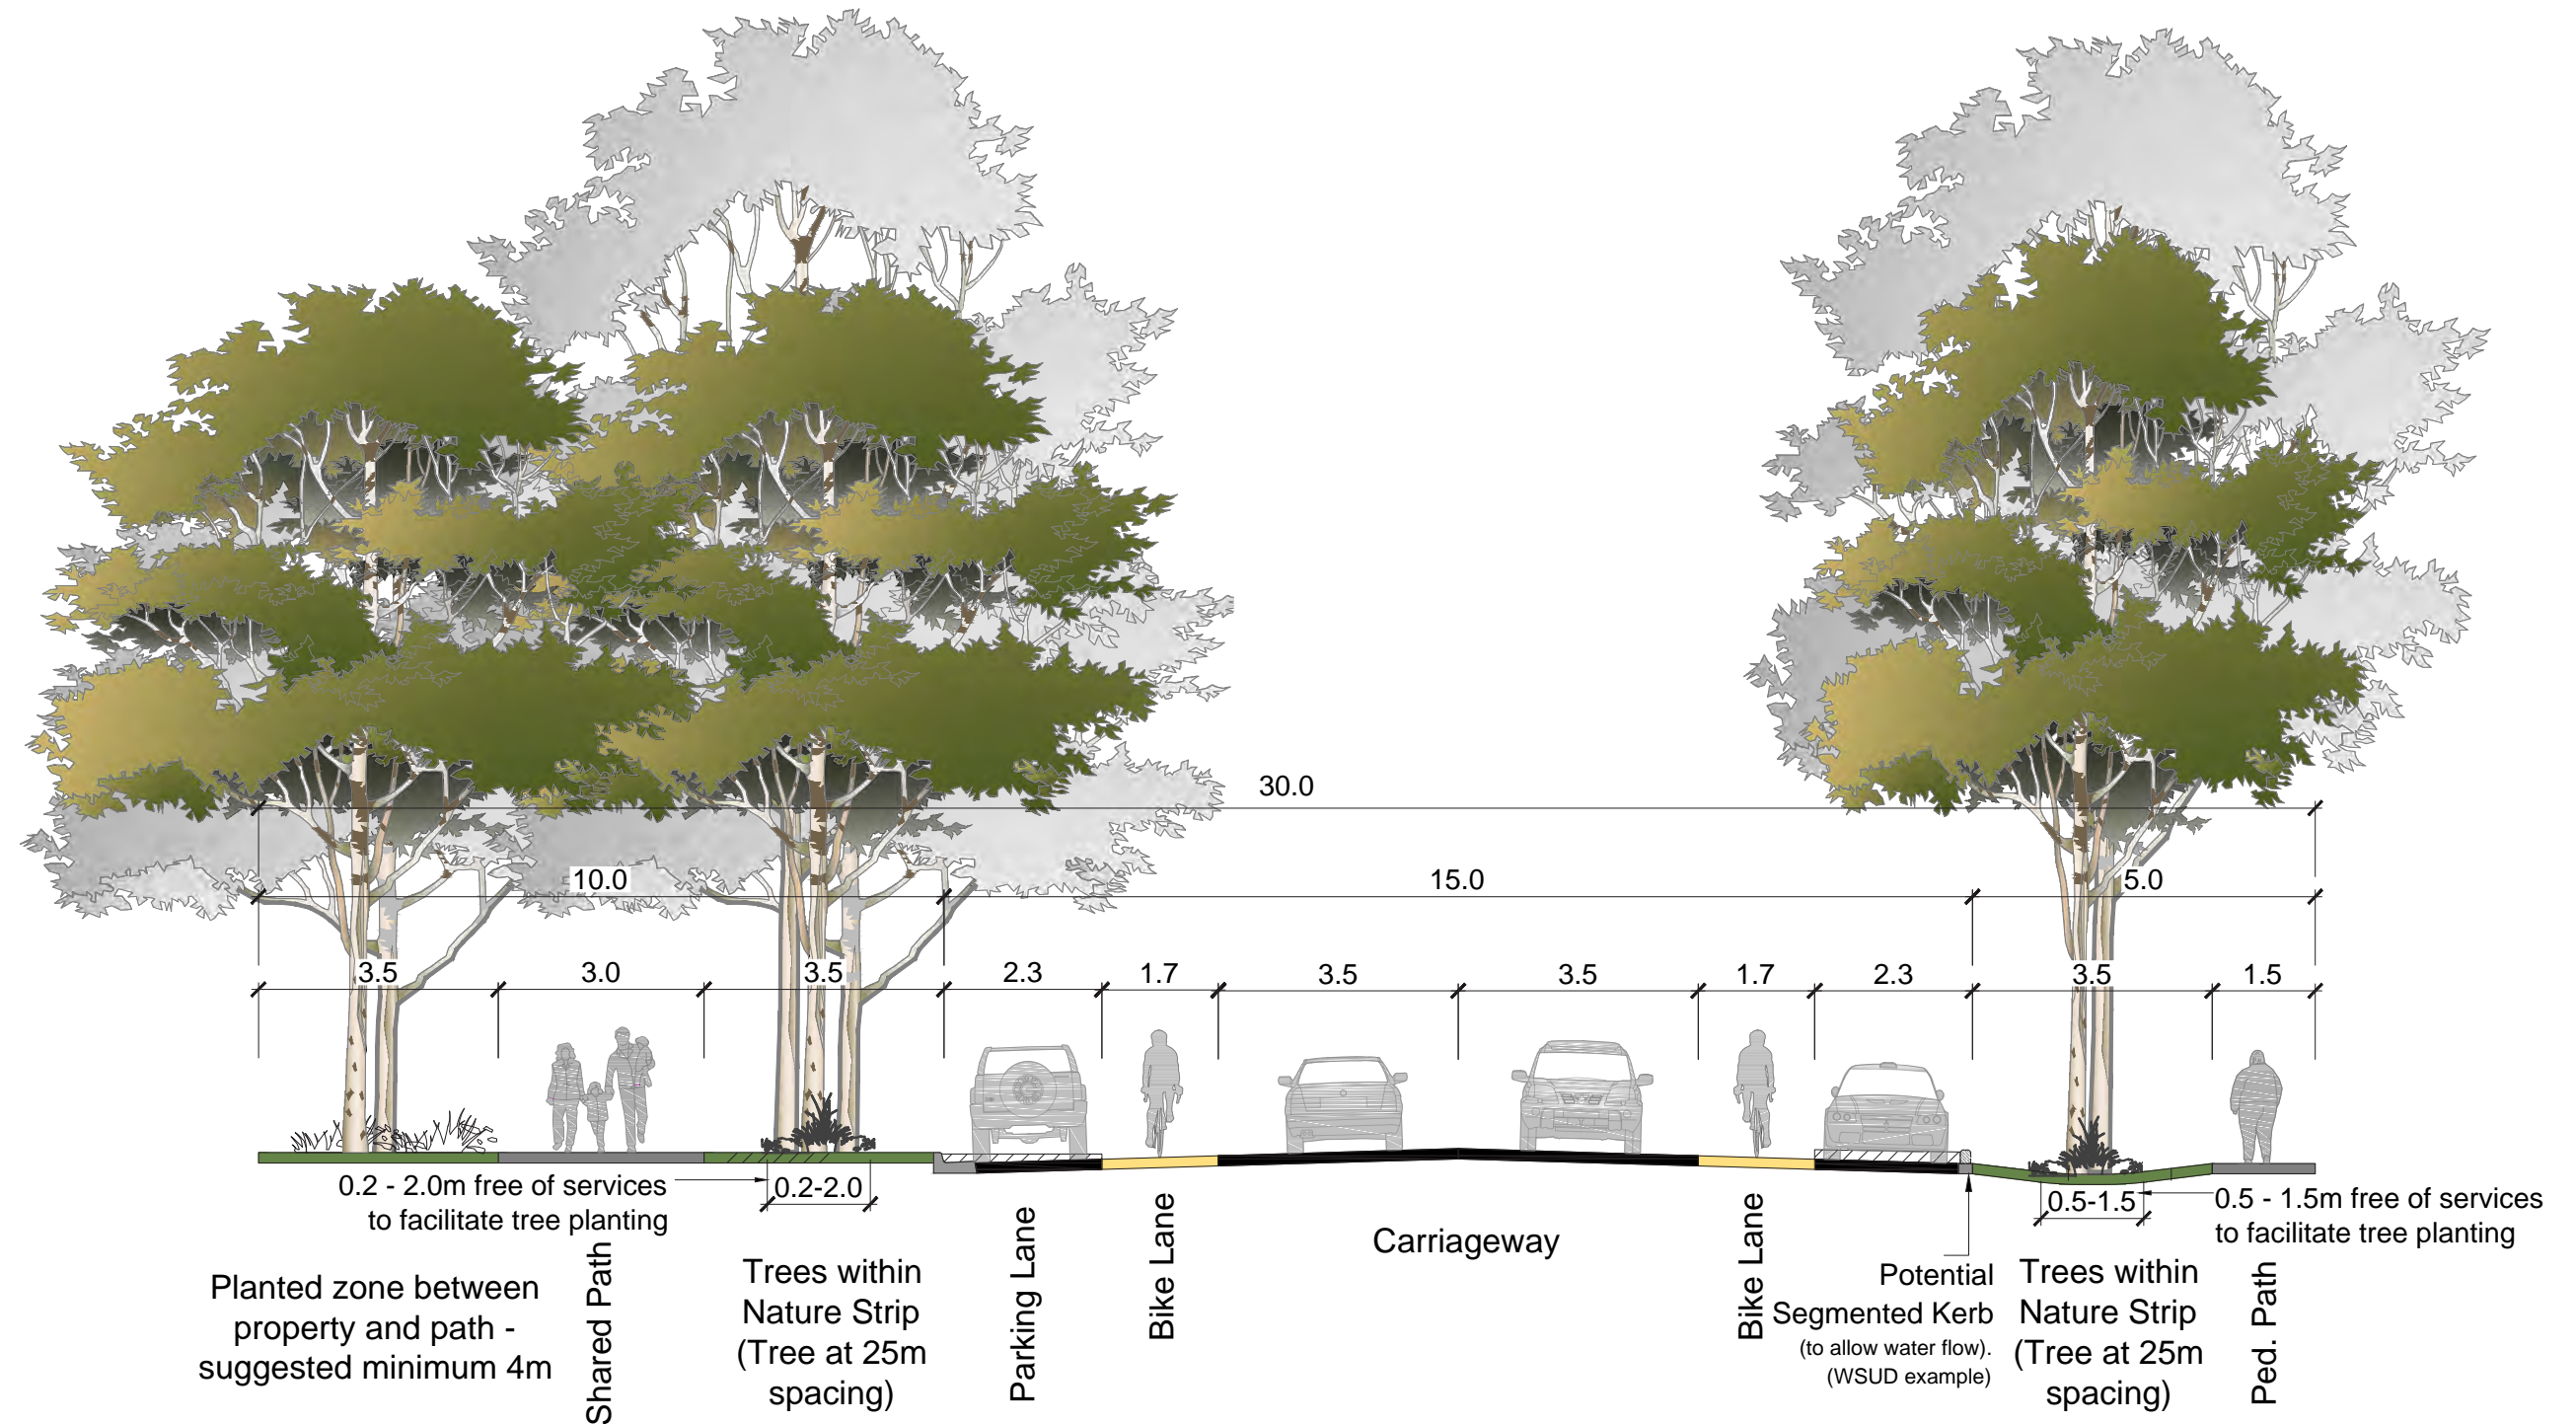 30.0
10.0
15.0
5.0
3.5
3.0
3.5
2.3
1.7
3.5
3.5
1.7
2.3
3.5
1.5
0.2 - 2.0m free of services
to facilitate tree planting
0.2-2.0
0.5-1.5
0.5 - 1.5m free of services
to facilitate tree planting
Planted zone between
property and path -
suggested minimum 4m
Shared Path
Trees within
Nature Strip
(Tree at 25m
spacing)
Parking Lane
Bike Lane
Carriageway
Bike Lane
Potential
Segmented Kerb
(to allow water flow).
(WSUD example)
Trees within
Nature Strip
(Tree at 25m
spacing)
Ped. Path